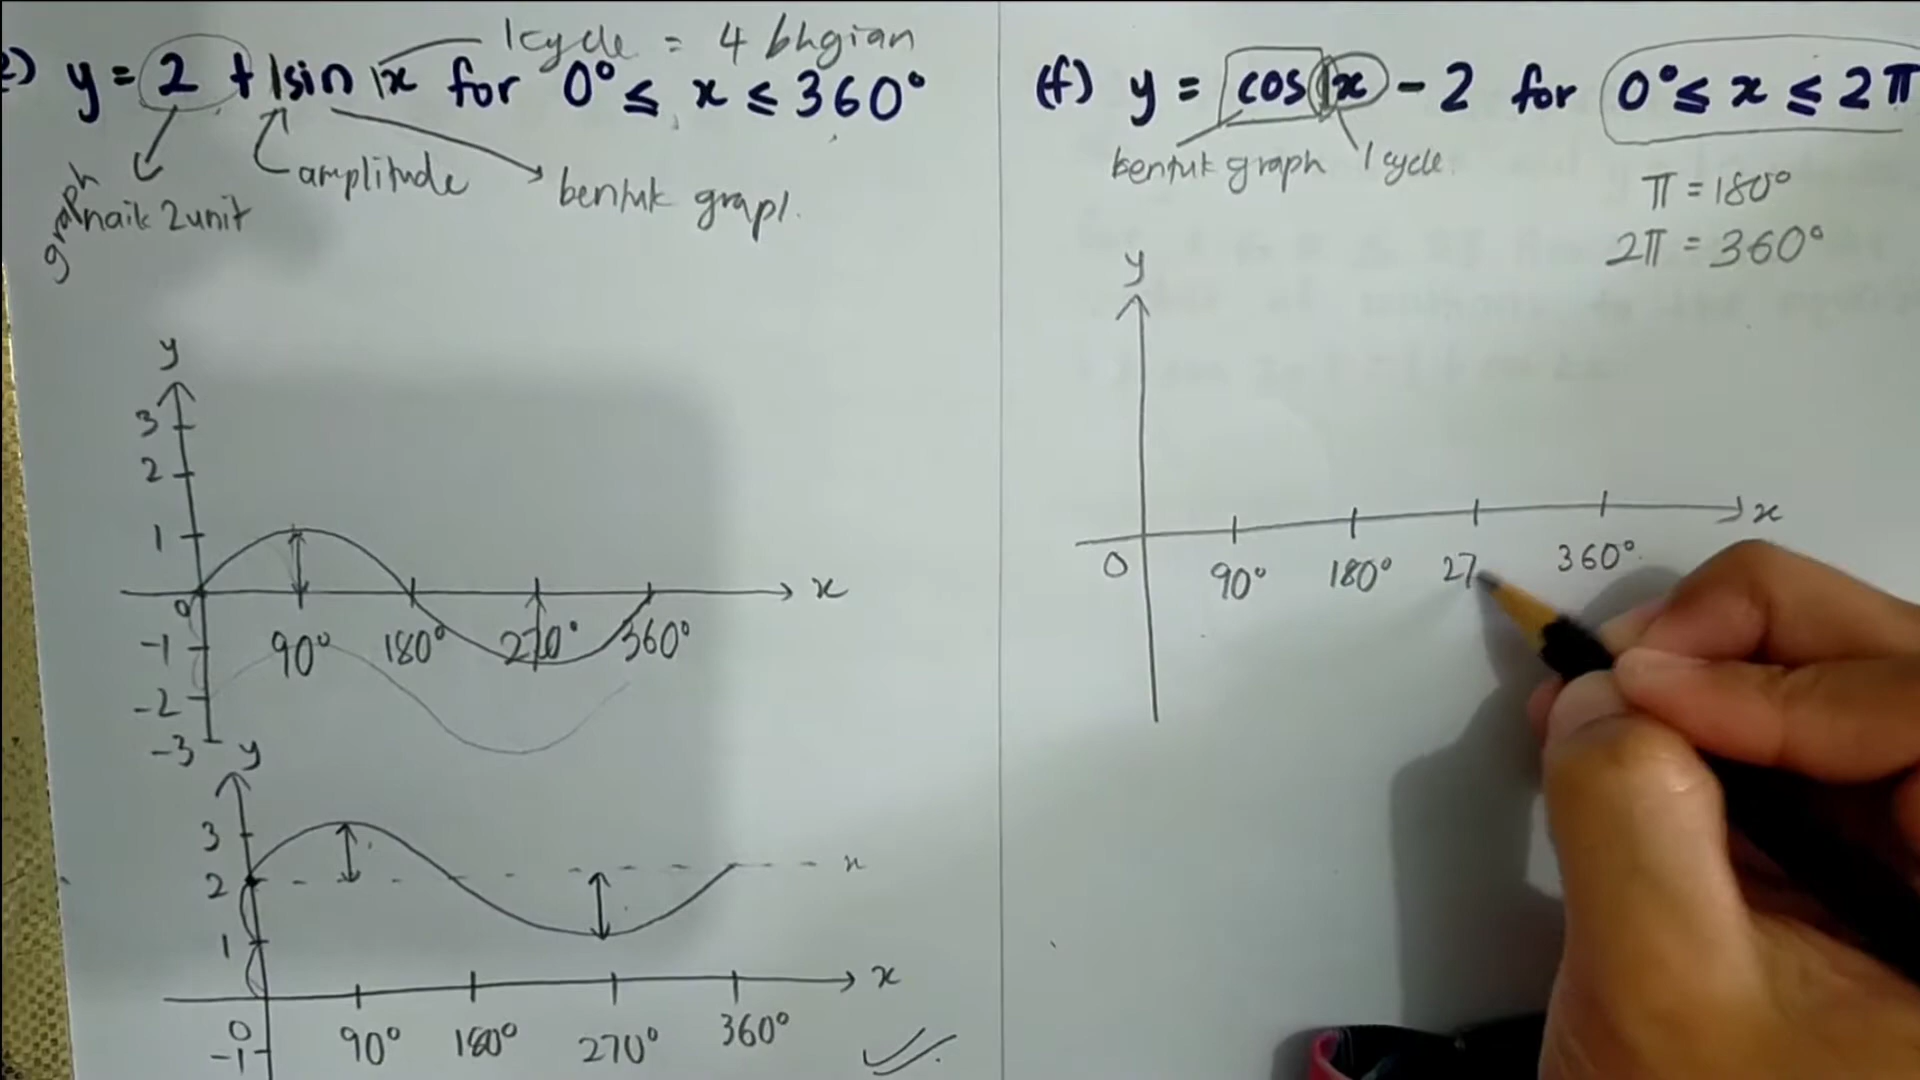 e) y = 2 + 1sin 1x for 0° ≤ x ≤ 360°
1cycle = 4 bhgian
graph naik 2unit
amplitude
bentuk graph.
y
3
2
1
0
-1
-2
-3
90° 180° 270° 360°
x
y
3
2
1
0
-1
x
90° 180° 270° 360°
x
(f) y = cos 1x - 2 for 0° ≤ x ≤ 2π
bentuk graph
1 cycle
π = 180°
2π = 360°
y
x
0 90° 180° 27 360°